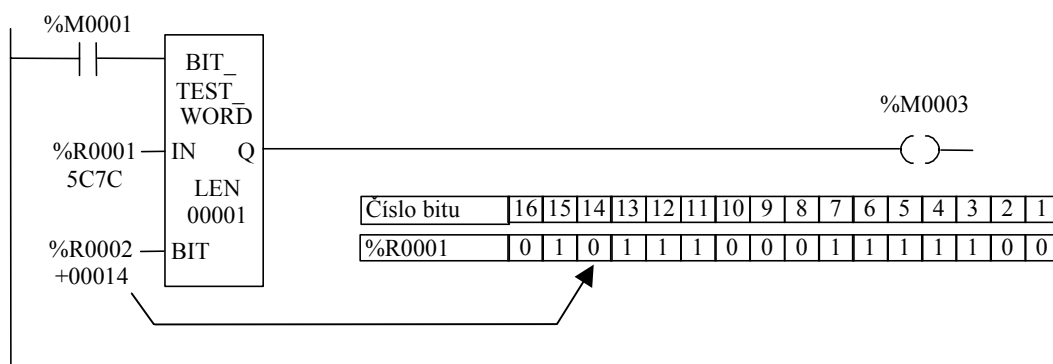 %M0001
BIT_
TEST_
WORD
%M0003
%R0001 IN Q
5C7C
LEN
00001
Číslo bitu 16 15 14 13 12 11 10 9 8 7 6 5 4 3 2 1
%R0002 BIT
+00014
%R0001 0 1 0 1 1 1 0 0 0 1 1 1 1 1 0 0